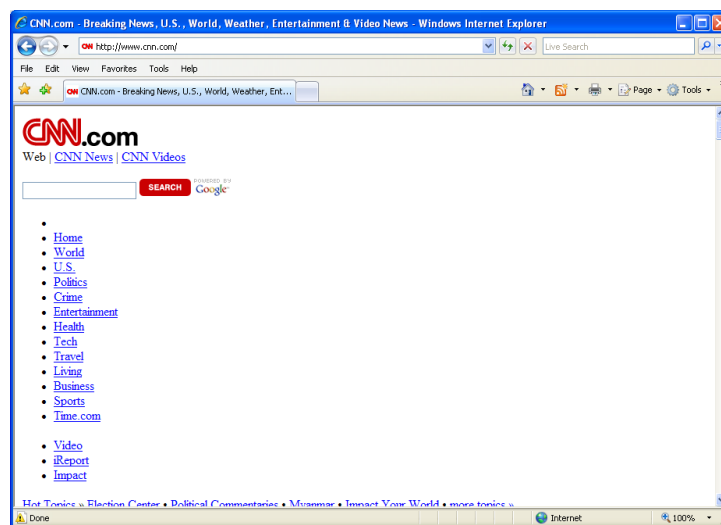 CNN.com - Breaking News, U.S., World, Weather, Entertainment & Video News - Windows Internet Explorer
http://www.cnn.com/
Live Search
File Edit View Favorites Tools Help
CNN.com - Breaking News, U.S., World, Weather, Ent...
Page Tools
CNN.com
Web | CNN News | CNN Videos
SEARCH POWERED BY Google
Home
World
U.S.
Politics
Crime
Entertainment
Health
Tech
Travel
Living
Business
Sports
Time.com
Video
iReport
Impact
Hot Topics » Election Center • Political Commentaries • Myanmar • Impact Your World • more topics »
Done Internet 100%